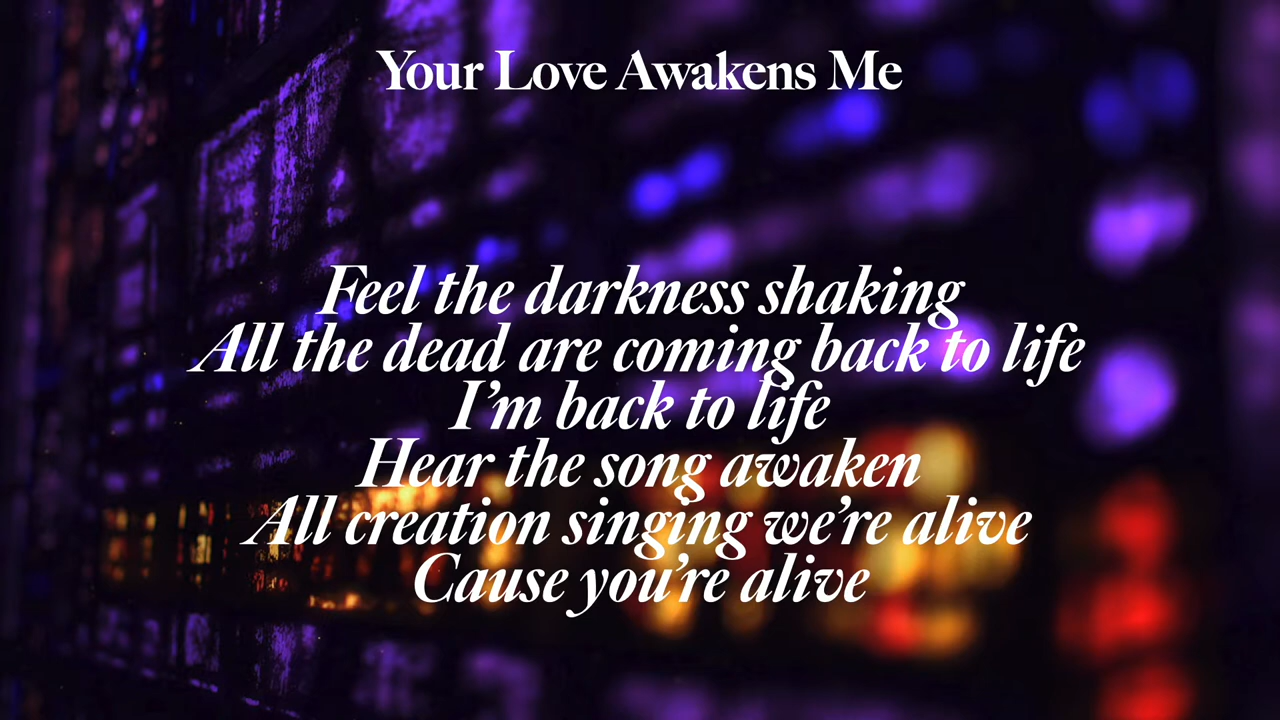 Your Love Awakens Me
Feel the darkness shaking
All the dead are coming back to life
I’m back to life
Hear the song awaken
All creation singing we’re alive
Cause you’re alive